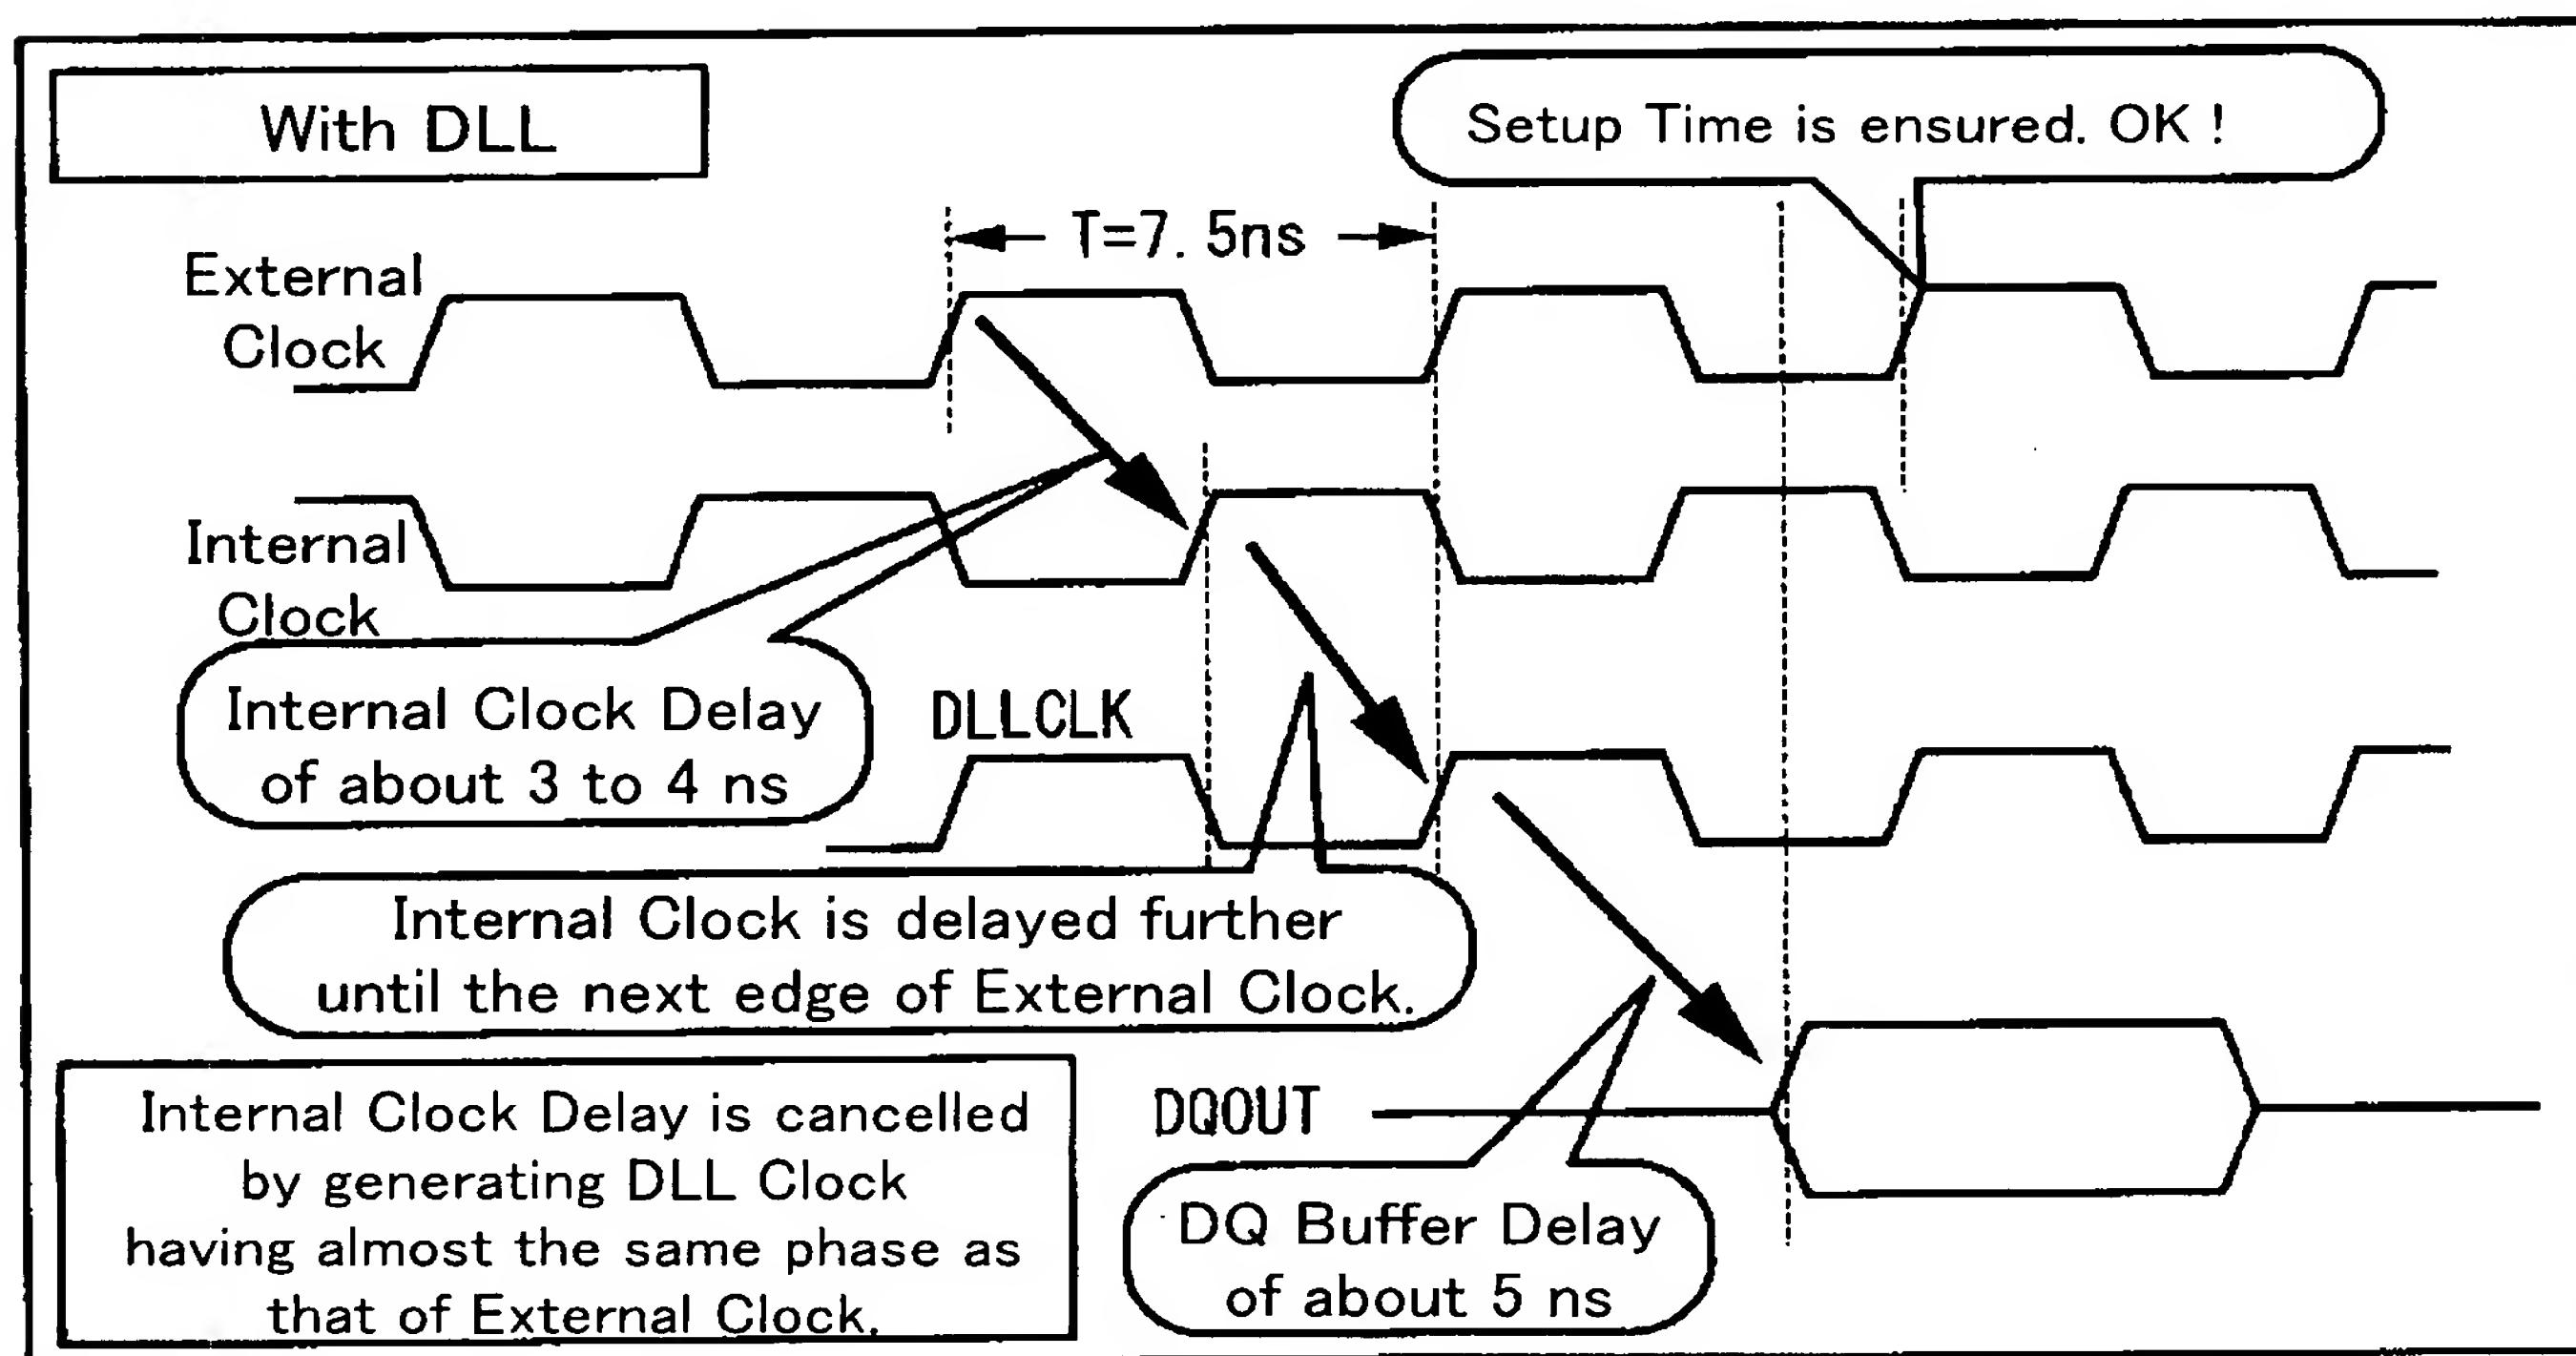 With DLL
Setup Time is ensured. OK !
T=7. 5ns
External
Clock
Internal
Clock
Internal Clock Delay
of about 3 to 4 ns
DLLCLK
Internal Clock is delayed further
until the next edge of External Clock.
Internal Clock Delay is cancelled
by generating DLL Clock
having almost the same phase as
that of External Clock.
DQOUT
DQ Buffer Delay
of about 5 ns